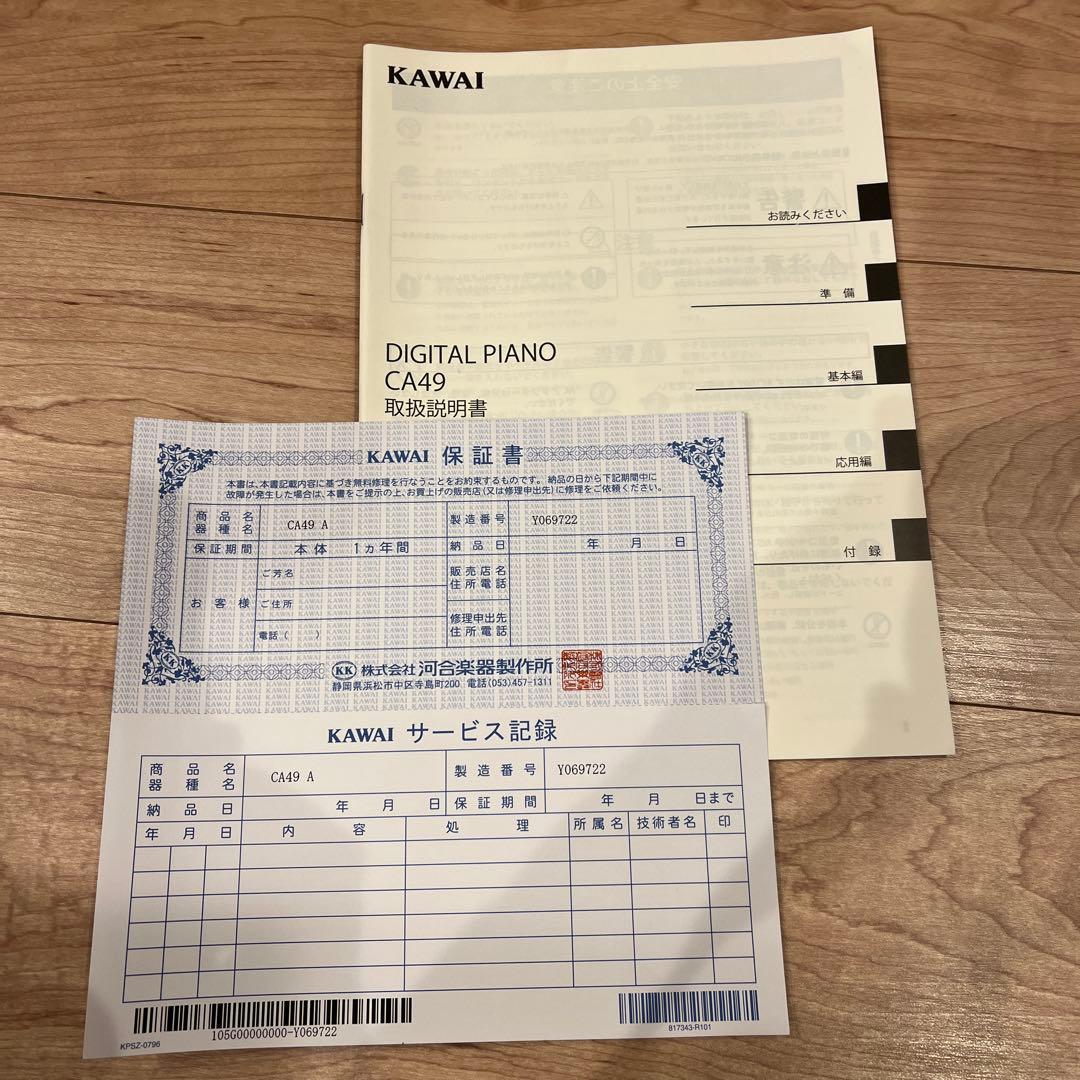 KAWAI
お読みください
準 備
DIGITAL PIANO
CA49
取扱説明書
基本編
応用編
付 録
KAWAI 保証書
本書は、本書記載内容に基づき無料修理を行なうことをお約束するものです。納品の日から下記期間中に
故障が発生した場合は、本書をご提示の上、お買上げの販売店(又は修理申出先)に修理をご依頼ください。
商品名
器種名
CA49 A
製造番号
Y069722
保証期間
本体 1ヵ年間
納品日
年 月 日
お客様
ご芳名
ご住所
電話( )
販売店名
住所電話
修理申出先
住所電話
KK 株式会社 河合楽器製作所
静岡県浜松市中区寺島町200 電話(053)457-1311
KAWAI サービス記録
商品名
器種名
CA49 A
製造番号
Y069722
納品日
年 月 日
保証期間
年 月 日まで
年 月 日
内 容
処 理
所属名
技術者名
印
105G00000000-Y069722
KPSZ-0796
817343-R101